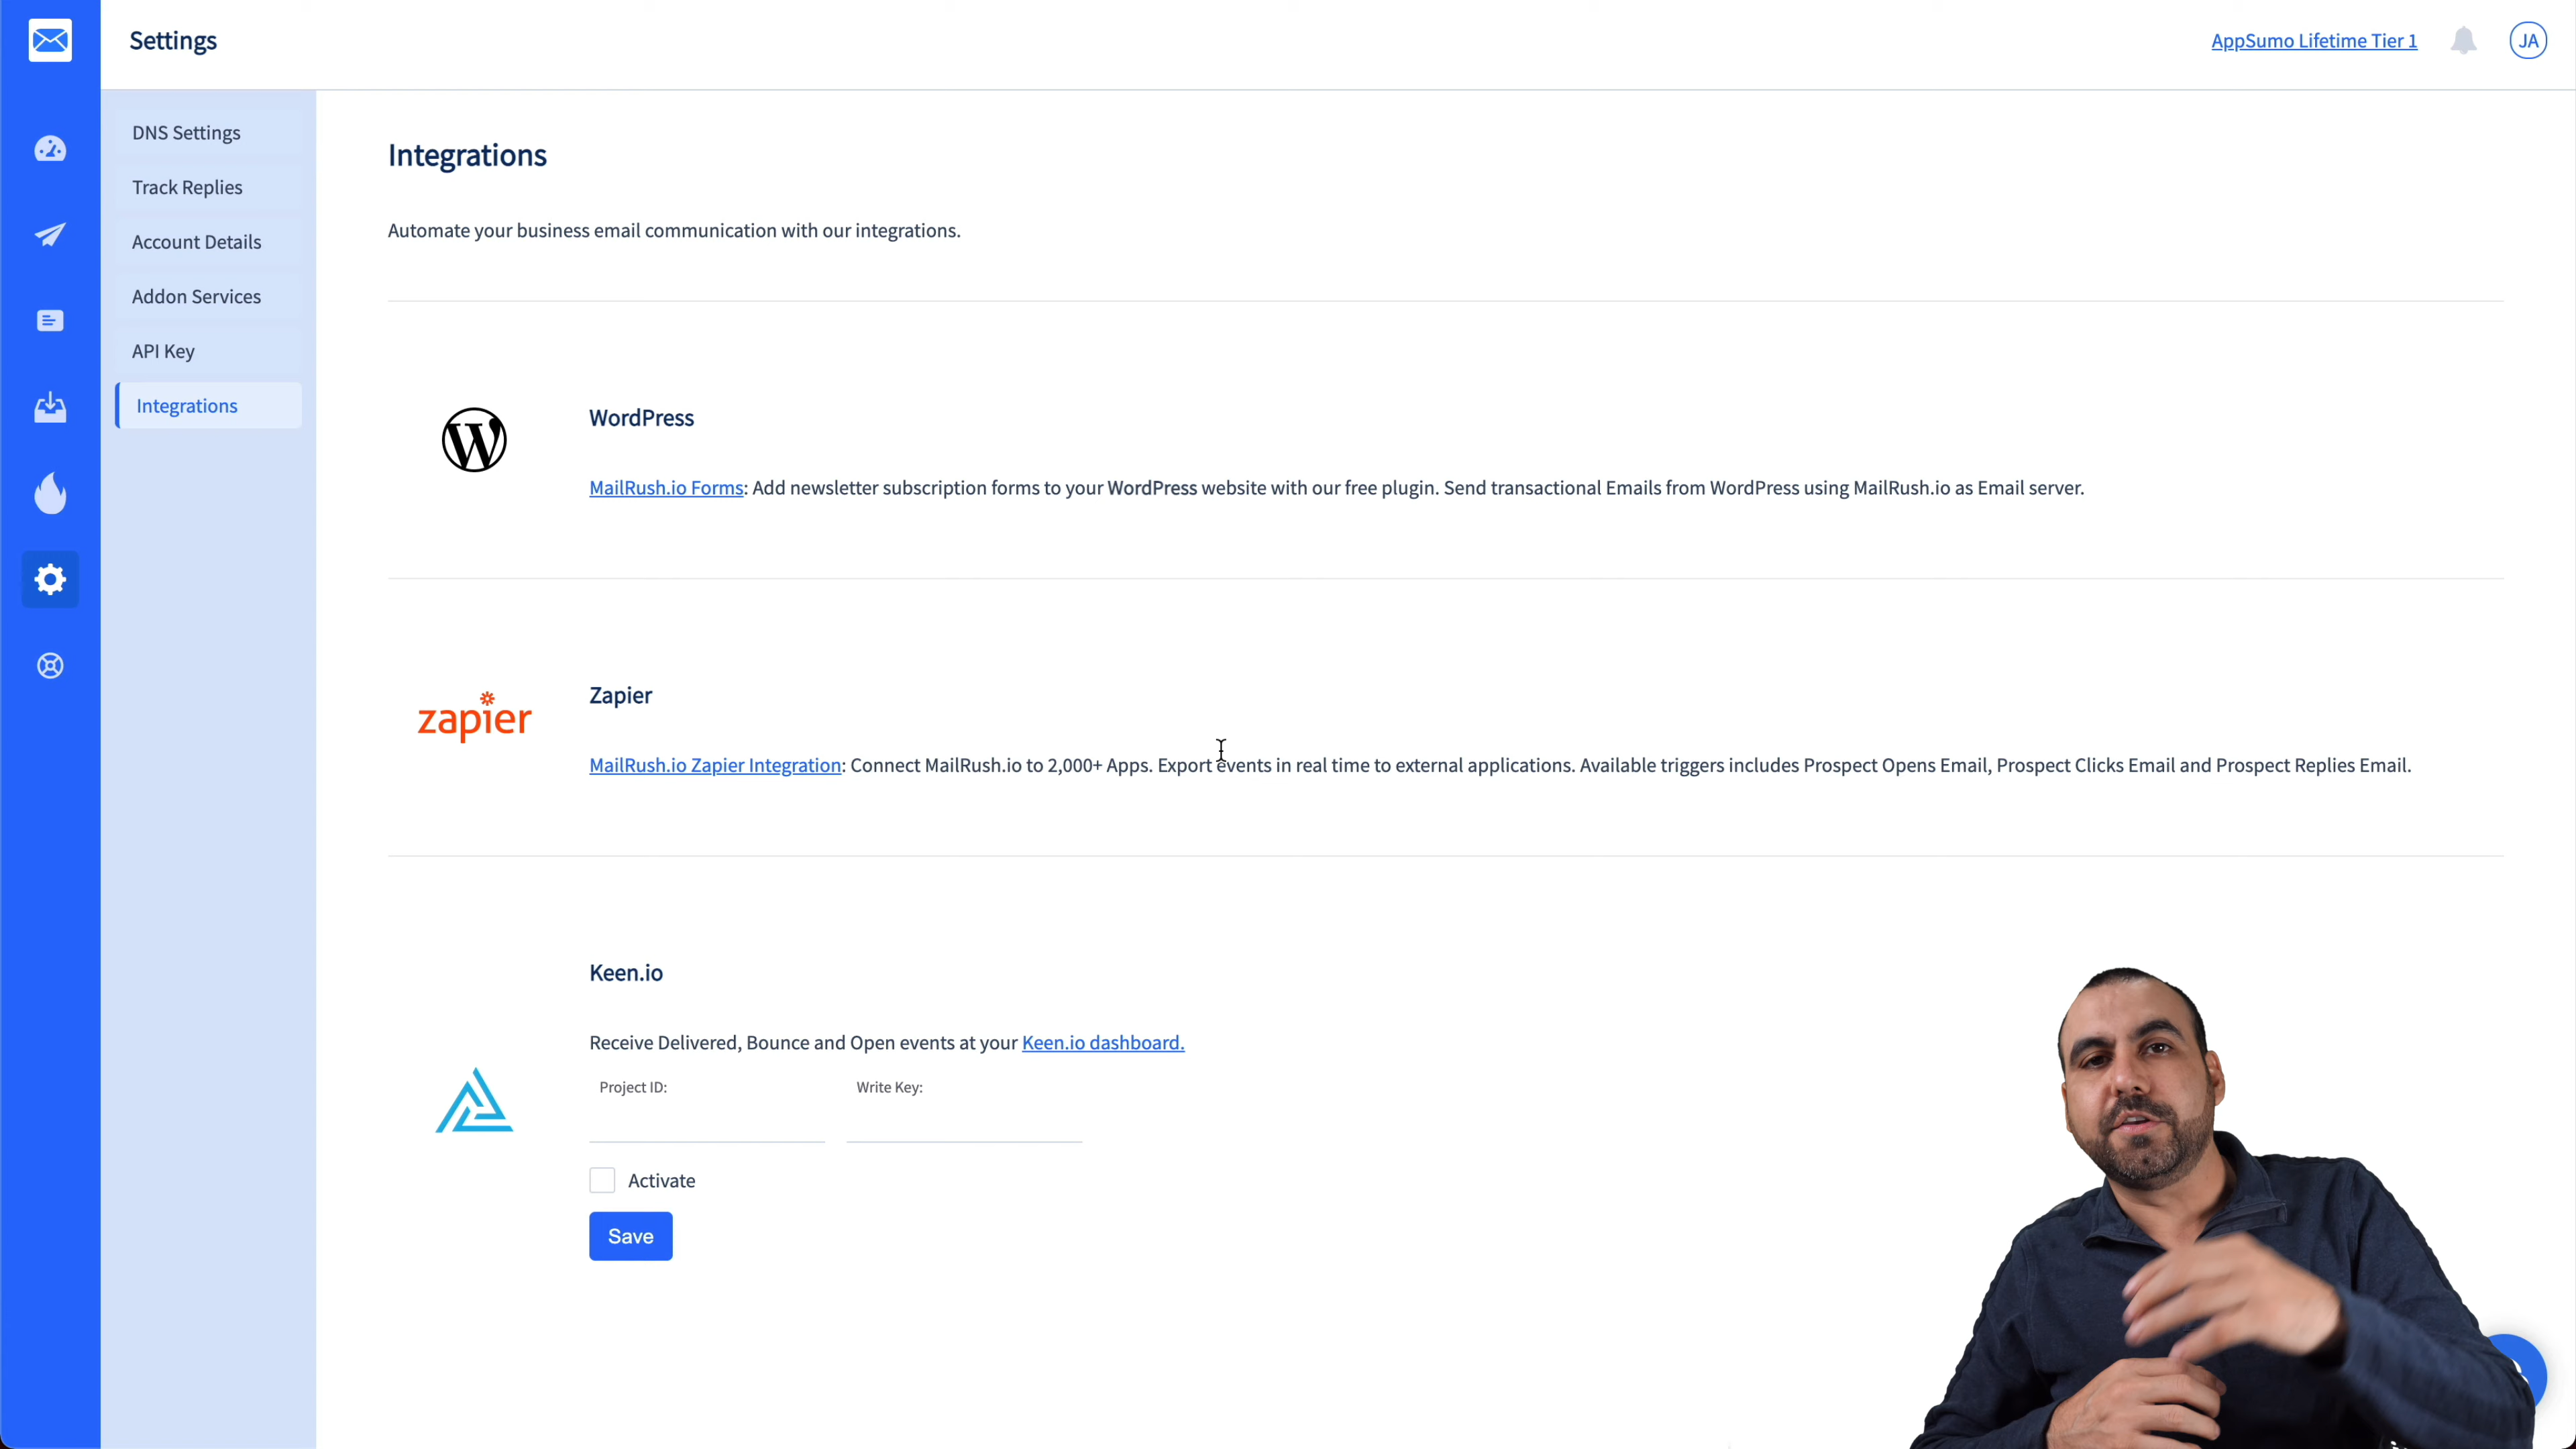 Settings
AppSumo Lifetime Tier 1
JA
DNS Settings
Track Replies
Account Details
Addon Services
API Key
Integrations
Integrations
Automate your business email communication with our integrations.
WordPress
MailRush.io Forms: Add newsletter subscription forms to your WordPress website with our free plugin. Send transactional Emails from WordPress using MailRush.io as Email server.
zapier
Zapier
MailRush.io Zapier Integration: Connect MailRush.io to 2,000+ Apps. Export events in real time to external applications. Available triggers includes Prospect Opens Email, Prospect Clicks Email and Prospect Replies Email.
Keen.io
Receive Delivered, Bounce and Open events at your Keen.io dashboard.
Project ID:
Write Key:
Activate
Save